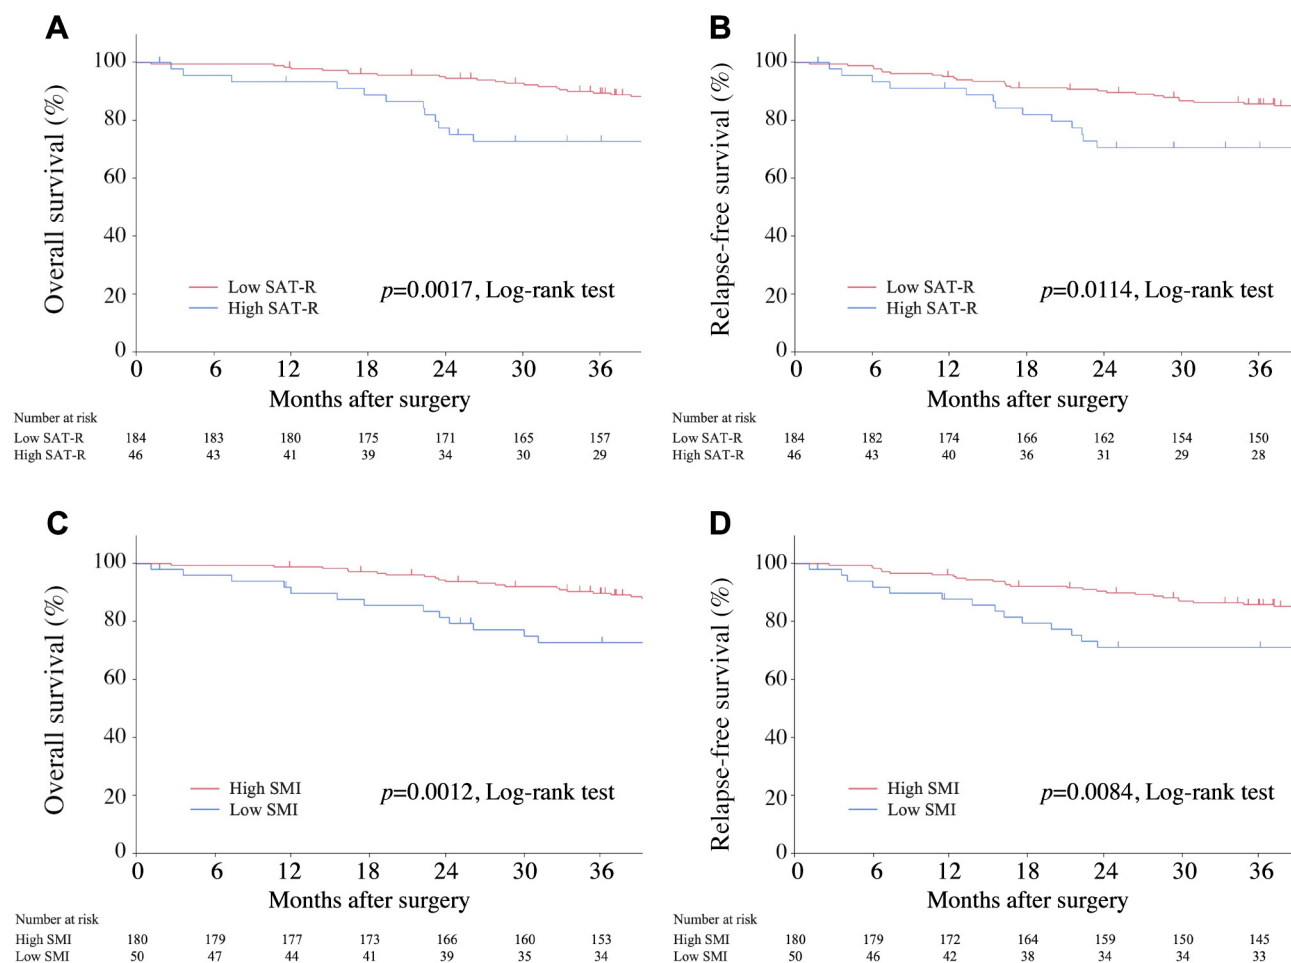 A
Overall survival (%)
100
80
60
40
20
0
Low SAT-R
High SAT-R
p=0.0017, Log-rank test
0 6 12 18 24 30 36
Months after surgery
Number at risk
Low SAT-R 184 183 180 175 171 165 157
High SAT-R 46 43 41 39 34 30 29
B
Relapse-free survival (%)
100
80
60
40
20
0
Low SAT-R
High SAT-R
p=0.0114, Log-rank test
0 6 12 18 24 30 36
Months after surgery
Number at risk
Low SAT-R 184 182 174 166 162 154 150
High SAT-R 46 43 40 36 31 29 28
C
Overall survival (%)
100
80
60
40
20
0
High SMI
Low SMI
p=0.0012, Log-rank test
0 6 12 18 24 30 36
Months after surgery
Number at risk
High SMI 180 179 177 173 166 160 153
Low SMI 50 47 44 41 39 35 34
D
Relapse-free survival (%)
100
80
60
40
20
0
High SMI
Low SMI
p=0.0084, Log-rank test
0 6 12 18 24 30 36
Months after surgery
Number at risk
High SMI 180 179 172 164 159 150 145
Low SMI 50 46 42 38 34 34 33